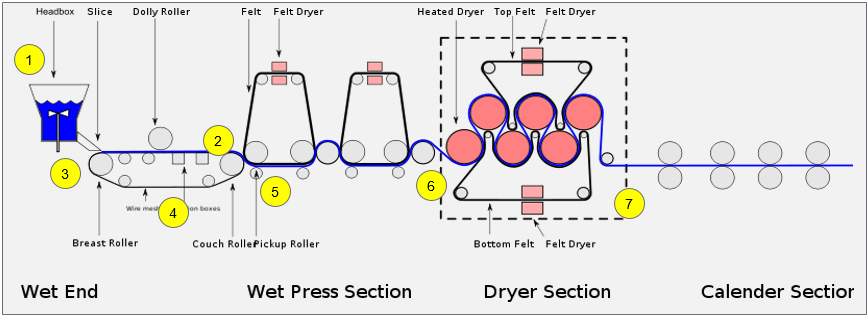 Headbox
Slice
Dolly Roller
Felt
Felt Dryer
Heated Dryer
Top Felt
Felt Dryer
1
2
3
4
5
6
7
Wire mesh
on boxes
Breast Roller
Couch Roller
Pickup Roller
Bottom Felt
Felt Dryer
Wet End
Wet Press Section
Dryer Section
Calender Section